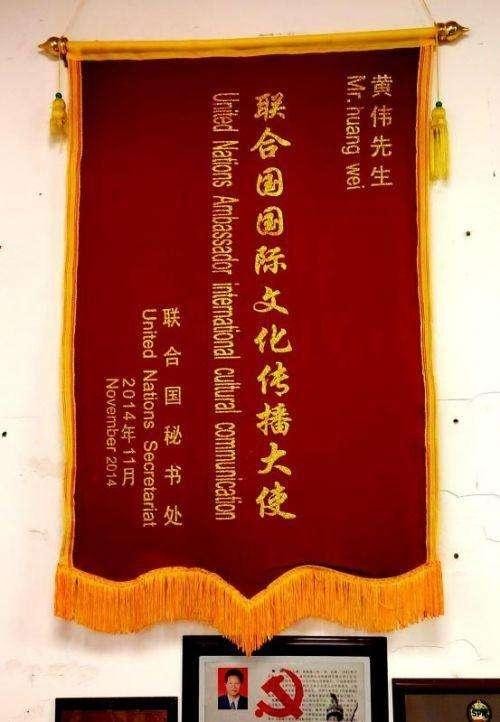 黄伟先生
Mr.huang wei
联合国国际文化传播大使
United Nations Ambassador international cultural communication
联合国秘书处
United Nations Secretariat
2014年11月
November 2014